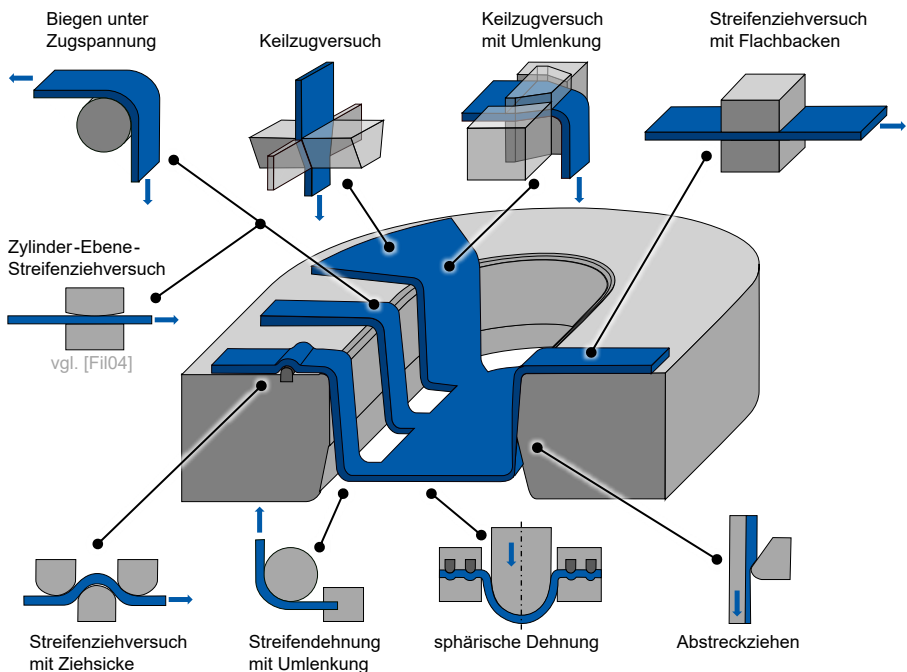 Biegen unter
Zugspannung
Keilzugversuch
Keilzugversuch
mit Umlenkung
Streifenziehversuch
mit Flachbacken
Zylinder-Ebene-
Streifenziehversuch
vgl. [Fil04]
Streifenziehversuch
mit Ziehsicke
Streifendehnung
mit Umlenkung
sphärische Dehnung
Abstreckziehen